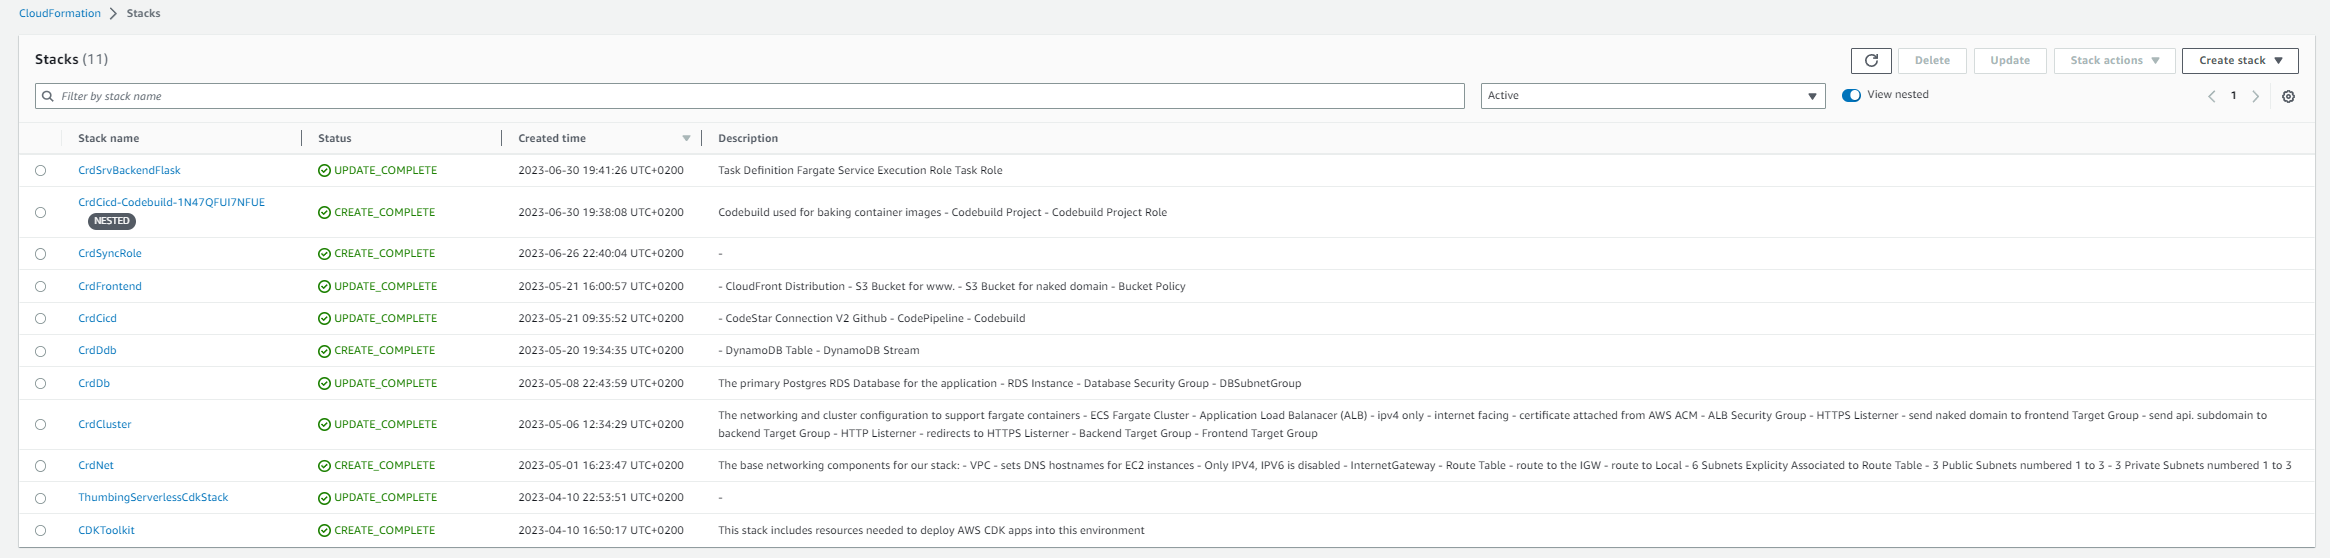 CloudFormation > Stacks
Stacks (11)
Delete
Update
Stack actions
Create stack
Filter by stack name
Active
View nested
1
Stack name Status Created time Description
CrdSrvBackendFlask UPDATE_COMPLETE 2023-06-30 19:41:26 UTC+0200 Task Definition Fargate Service Execution Role Task Role
CrdCicd-Codebuild-1N47QFUI7NFUE
NESTED
CREATE_COMPLETE 2023-06-30 19:38:08 UTC+0200 Codebuild used for baking container images - Codebuild Project - Codebuild Project Role
CrdSyncRole CREATE_COMPLETE 2023-06-26 22:40:04 UTC+0200 -
CrdFrontend UPDATE_COMPLETE 2023-05-21 16:00:57 UTC+0200 - CloudFront Distribution - S3 Bucket for www. - S3 Bucket for naked domain - Bucket Policy
CrdCicd UPDATE_COMPLETE 2023-05-21 09:35:52 UTC+0200 - CodeStar Connection V2 Github - CodePipeline - Codebuild
CrdDdb CREATE_COMPLETE 2023-05-20 19:34:35 UTC+0200 - DynamoDB Table - DynamoDB Stream
CrdDb UPDATE_COMPLETE 2023-05-08 22:43:59 UTC+0200 The primary Postgres RDS Database for the application - RDS Instance - Database Security Group - DBSubnetGroup
CrdCluster UPDATE_COMPLETE 2023-05-06 12:34:29 UTC+0200 The networking and cluster configuration to support fargate containers - ECS Fargate Cluster - Application Load Balanacer (ALB) - ipv4 only - internet facing - certificate attached from AWS ACM - ALB Security Group - HTTPS Listerner - send naked domain to frontend Target Group - send api. subdomain to
backend Target Group - HTTP Listerner - redirects to HTTPS Listerner - Backend Target Group - Frontend Target Group
CrdNet CREATE_COMPLETE 2023-05-01 16:23:47 UTC+0200 The base networking components for our stack: - VPC - sets DNS hostnames for EC2 instances - Only IPV4, IPV6 is disabled - InternetGateway - Route Table - route to the IGW - route to Local - 6 Subnets Explicity Associated to Route Table - 3 Public Subnets numbered 1 to 3 - 3 Private Subnets numbered 1 to 3
ThumbingServerlessCdkStack UPDATE_COMPLETE 2023-04-10 22:53:51 UTC+0200 -
CDKToolkit CREATE_COMPLETE 2023-04-10 16:50:17 UTC+0200 This stack includes resources needed to deploy AWS CDK apps into this environment